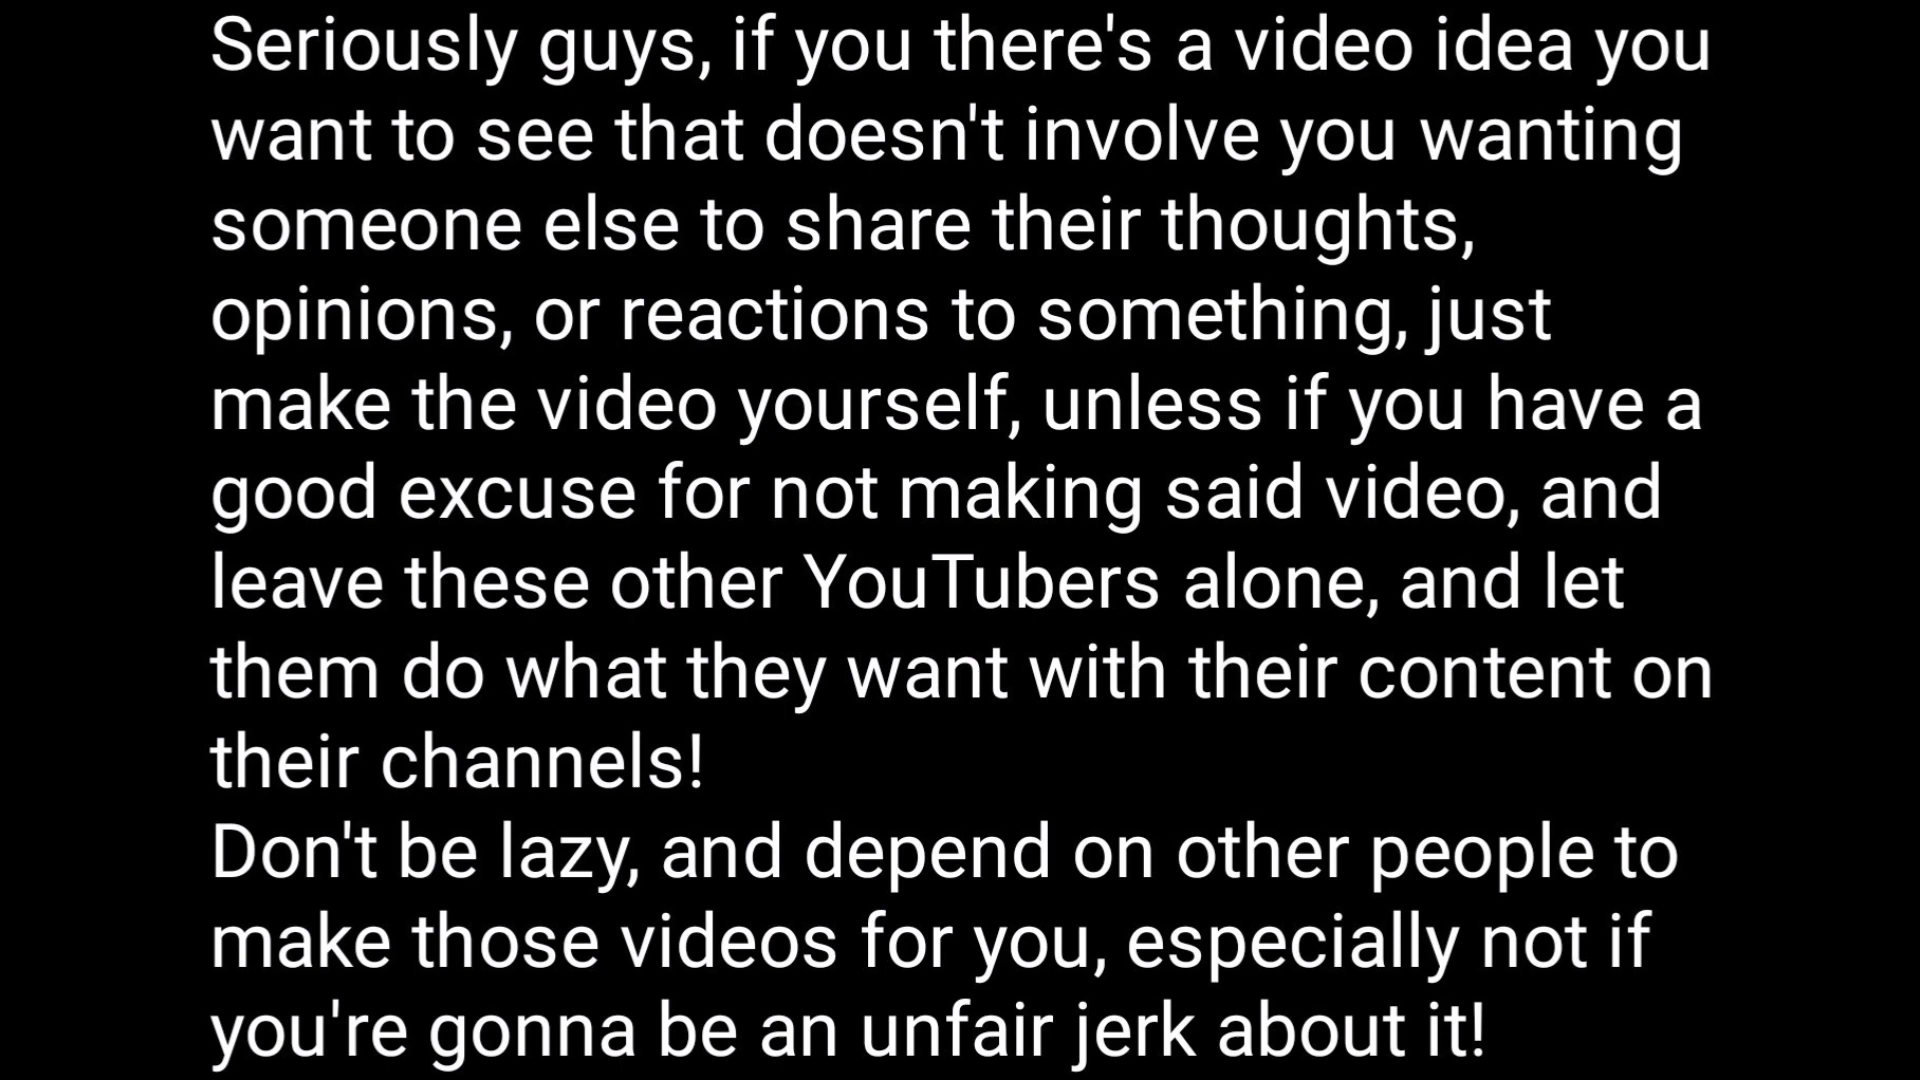 Seriously guys, if you there's a video idea you
want to see that doesn't involve you wanting
someone else to share their thoughts,
opinions, or reactions to something, just
make the video yourself, unless if you have a
good excuse for not making said video, and
leave these other YouTubers alone, and let
them do what they want with their content on
their channels!
Don't be lazy, and depend on other people to
make those videos for you, especially not if
you're gonna be an unfair jerk about it!